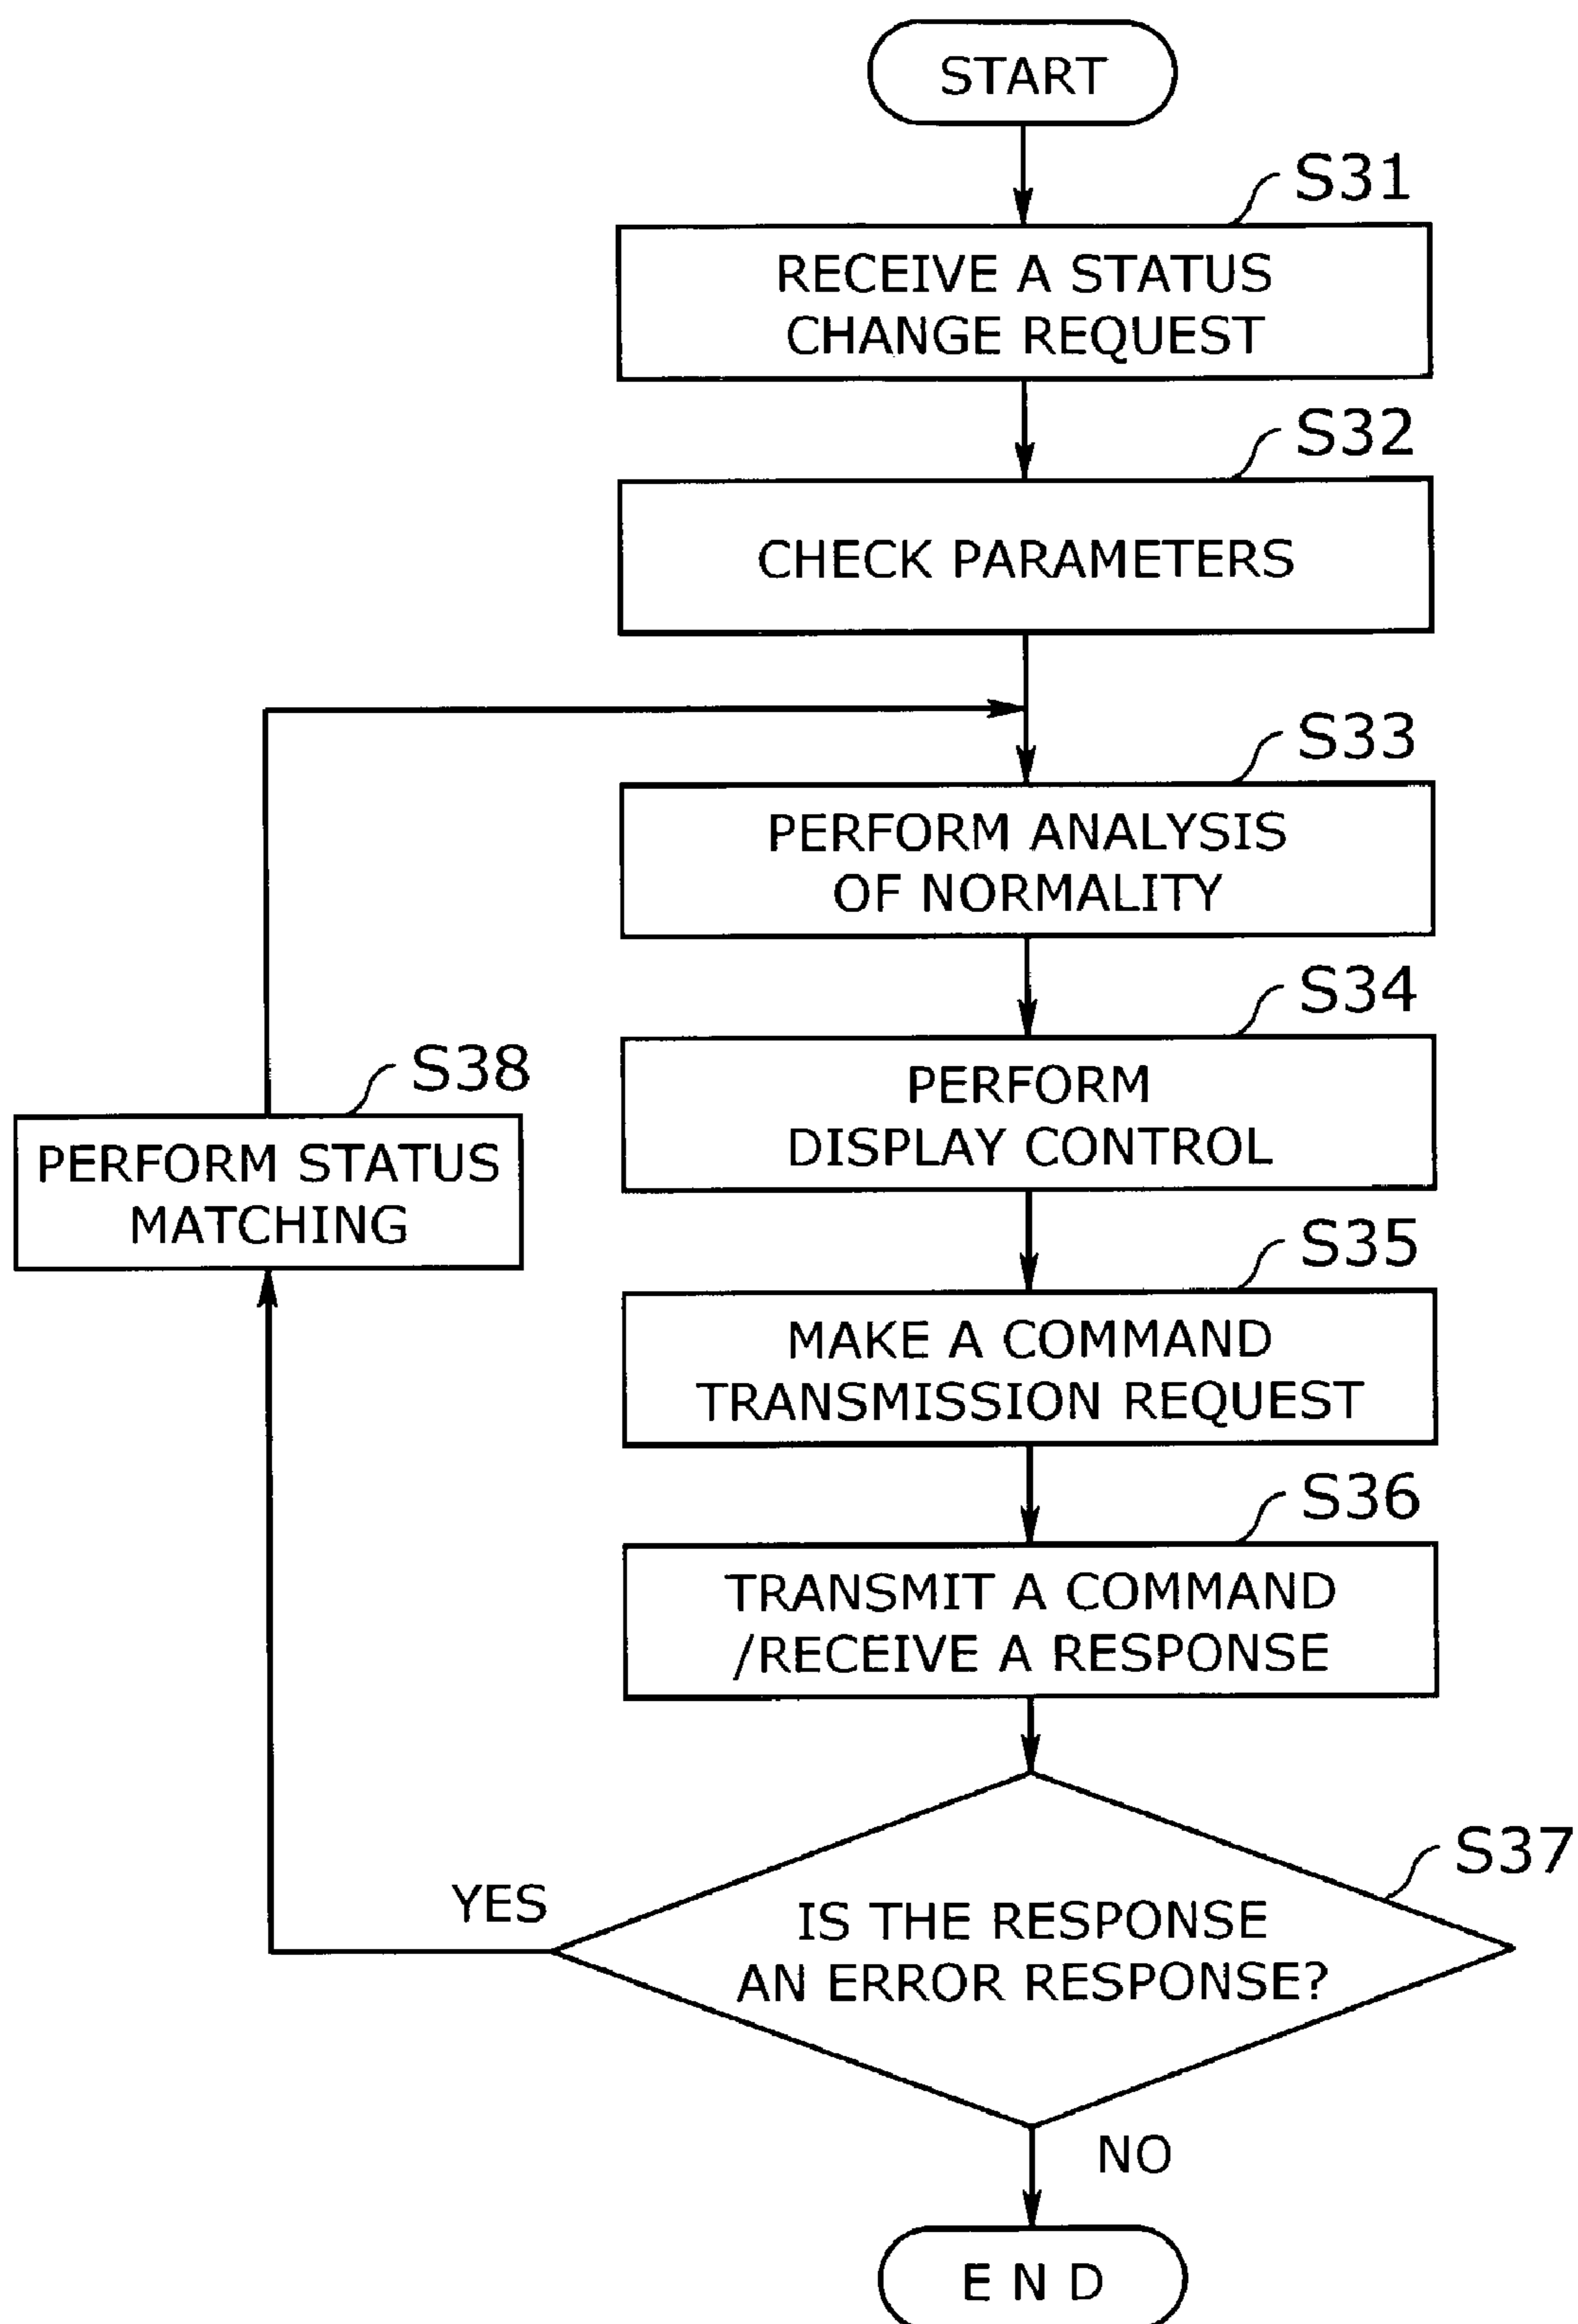 START
S31
RECEIVE A STATUS
CHANGE REQUEST
S32
CHECK PARAMETERS
S33
PERFORM ANALYSIS
OF NORMALITY
S34
PERFORM
DISPLAY CONTROL
S38
PERFORM STATUS
MATCHING
S35
MAKE A COMMAND
TRANSMISSION REQUEST
S36
TRANSMIT A COMMAND
/RECEIVE A RESPONSE
S37
YES
IS THE RESPONSE
AN ERROR RESPONSE?
NO
E N D